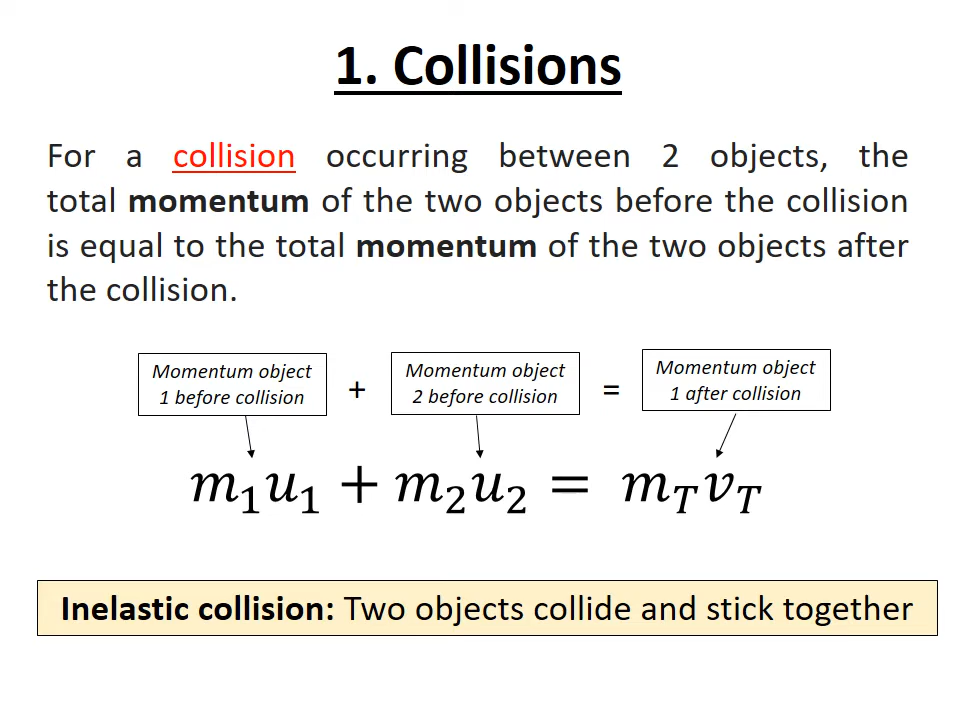 1. Collisions
For a collision occurring between 2 objects, the
total momentum of the two objects before the collision
is equal to the total momentum of the two objects after
the collision.
Momentum object
1 before collision
+
Momentum object
2 before collision
=
Momentum object
1 after collision
m₁u₁ + m₂u₂ = m_T v_T
Inelastic collision: Two objects collide and stick together